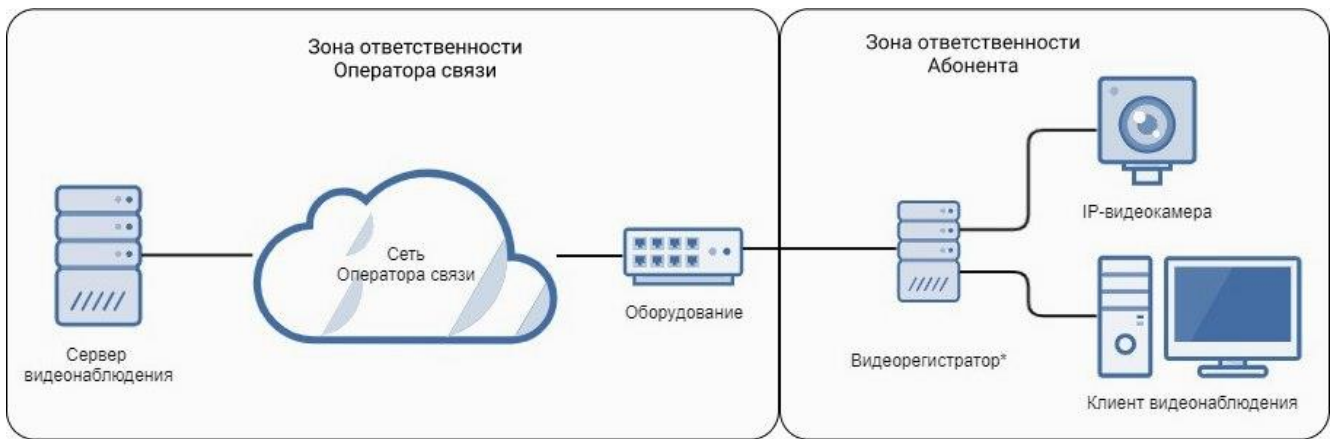 Зона ответственности
Оператора связи
Сервер
видеонаблюдения
Сеть
Оператора связи
Оборудование
Зона ответственности
Абонента
IP-видеокамера
Видеорегистратор*
Клиент видеонаблюдения